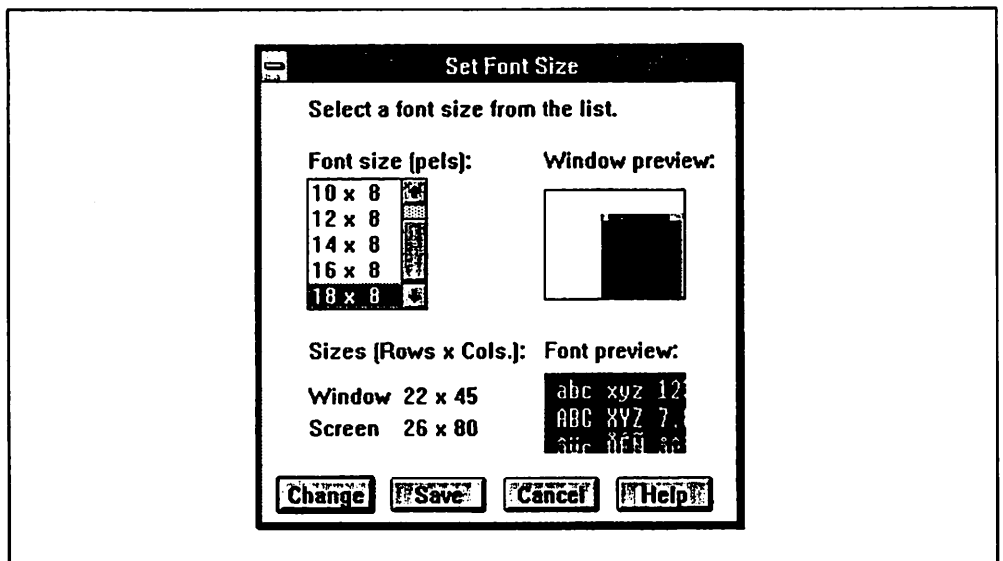 Set Font Size
Select a font size from the list.
Font size (pels):
10 x 8
12 x 8
14 x 8
16 x 8
18 x 8
Window preview:
Sizes (Rows x Cols.):
Window 22 x 45
Screen 26 x 80
Font preview:
abc xyz 12
ABC XYZ 7.
Change Save Cancel Help